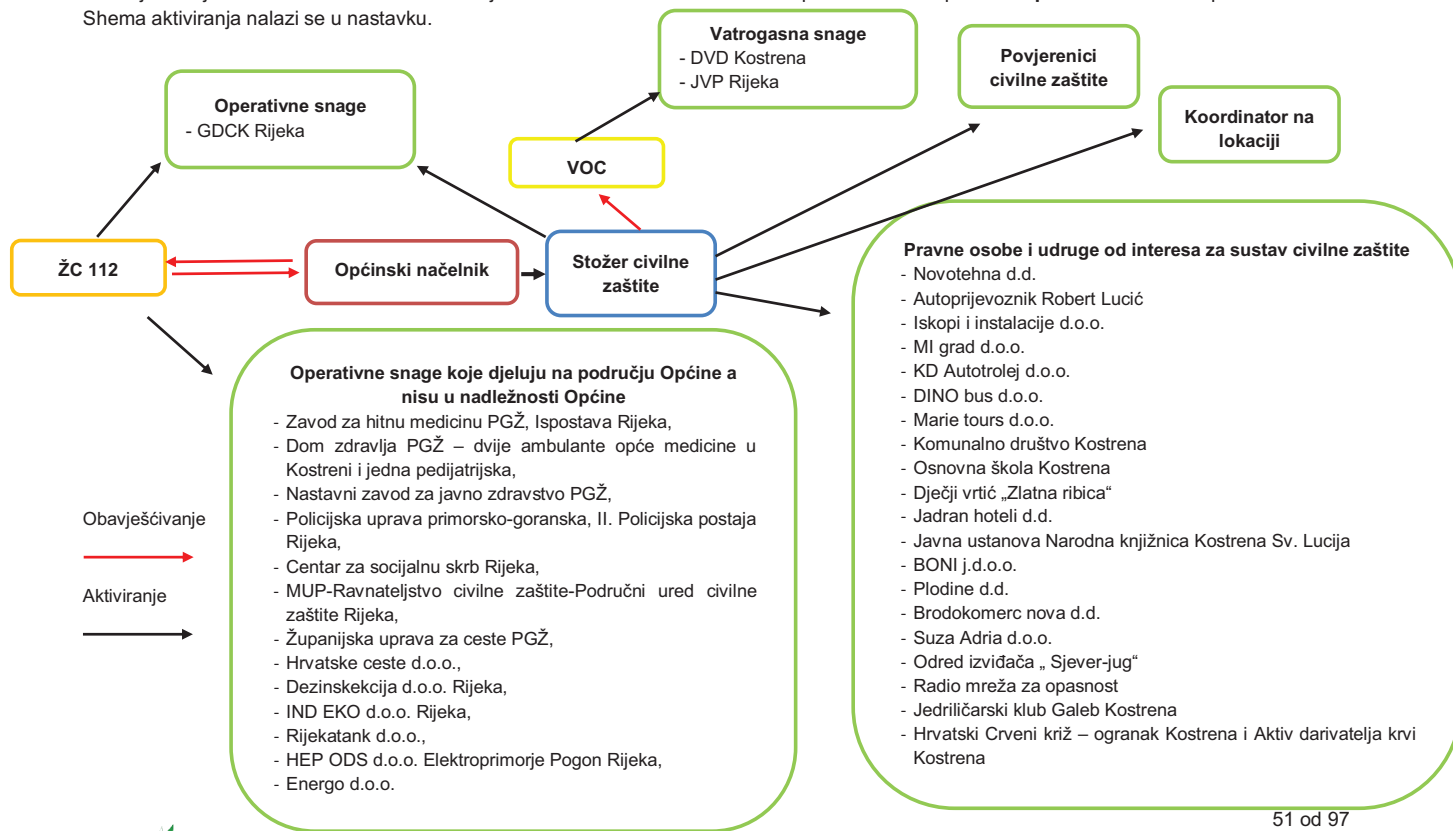 Shema aktiviranja nalazi se u nastavku.
Vatrogasna snage
- DVD Kostrena
- JVP Rijeka
Povjerenici
civilne zaštite
Operativne snage
- GDCK Rijeka
Koordinator na
lokaciji
VOC
ŽC 112
Općinski načelnik
Stožer civilne
zaštite
Pravne osobe i udruge od interesa za sustav civilne zaštite
- Novotehna d.d.
- Autoprijevoznik Robert Lucić
- Iskopi i instalacije d.o.o.
- MI grad d.o.o.
- KD Autotrolej d.o.o.
- DINO bus d.o.o.
- Marie tours d.o.o.
- Komunalno društvo Kostrena
- Osnovna škola Kostrena
- Dječji vrtić „Zlatna ribica“
- Jadran hoteli d.d.
- Javna ustanova Narodna knjižnica Kostrena Sv. Lucija
- BONI j.d.o.o.
- Plodine d.d.
- Brodokomerc nova d.d.
- Suza Adria d.o.o.
- Odred izviđača „ Sjever-jug“
- Radio mreža za opasnost
- Jedriličarski klub Galeb Kostrena
- Hrvatski Crveni križ – ogranak Kostrena i Aktiv darivatelja krvi
Kostrena
Operativne snage koje djeluju na području Općine a
nisu u nadležnosti Općine
- Zavod za hitnu medicinu PGŽ, Ispostava Rijeka,
- Dom zdravlja PGŽ – dvije ambulante opće medicine u
Kostreni i jedna pedijatrijska,
- Nastavni zavod za javno zdravstvo PGŽ,
- Policijska uprava primorsko-goranska, II. Policijska postaja
Rijeka,
- Centar za socijalnu skrb Rijeka,
- MUP-Ravnateljstvo civilne zaštite-Područni ured civilne
zaštite Rijeka,
- Županijska uprava za ceste PGŽ,
- Hrvatske ceste d.o.o.,
- Dezinskekcija d.o.o. Rijeka,
- IND EKO d.o.o. Rijeka,
- Rijekatank d.o.o.,
- HEP ODS d.o.o. Elektroprimorje Pogon Rijeka,
- Energo d.o.o.
Obavješćivanje
Aktiviranje
51 od 97